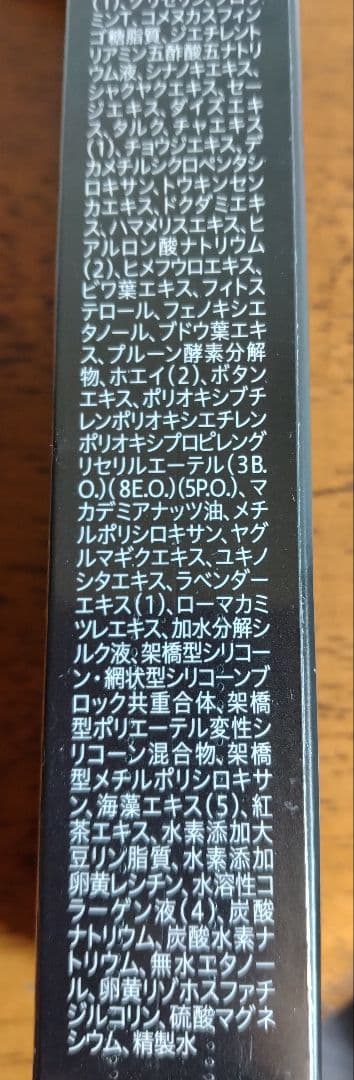 ミンエ、コメヌカスフィン
ゴ糖脂質、ジエチレント
リアミン五酢酸五ナトリ
ウム液、シナノキエキス、
シャクヤクエキス、セー
ジエキス、ダイズエキ
ス、タルク、チャエキス
(1)、チョウジエキス、デ
カメチルシクロペンタシ
ロキサン、トウキンセン
カエキス、ドクダミエキ
ス、ハマメリスエキス、ヒ
アルロン酸ナトリウム
(2)、ヒメフウロエキス、
ビワ葉エキス、フィトス
テロール、フェノキシエ
タノール、ブドウ葉エキ
ス、プルーン酵素分解
物、ホエイ(2)、ボタン
エキス、ポリオキシブチ
レンポリオキシエチレン
ポリオキシプロピレング
リセリルエーテル(3B.
O.)(8E.O.)(5P.O.)、マ
カデミアナッツ油、メチ
ルポリシロキサン、ヤグ
ルマギクエキス、ユキノ
シタエキス、ラベンダー
エキス(1)、ローマカミ
ツレエキス、加水分解シ
ルク液、架橋型シリコー
ン・網状型シリコーンブ
ロック共重合体、架橋
型ポリエーテル変性シ
リコーン混合物、架橋
型メチルポリシロキサ
ン、海藻エキス(5)、紅
茶エキス、水素添加大
豆リン脂質、水素添加
卵黄レシチン、水溶性コ
ラーゲン液(4)、炭酸
ナトリウム、炭酸水素ナ
トリウム、無水エタノー
ル、卵黄リゾホスファチ
ジルコリン、硫酸マグネ
シウム、精製水